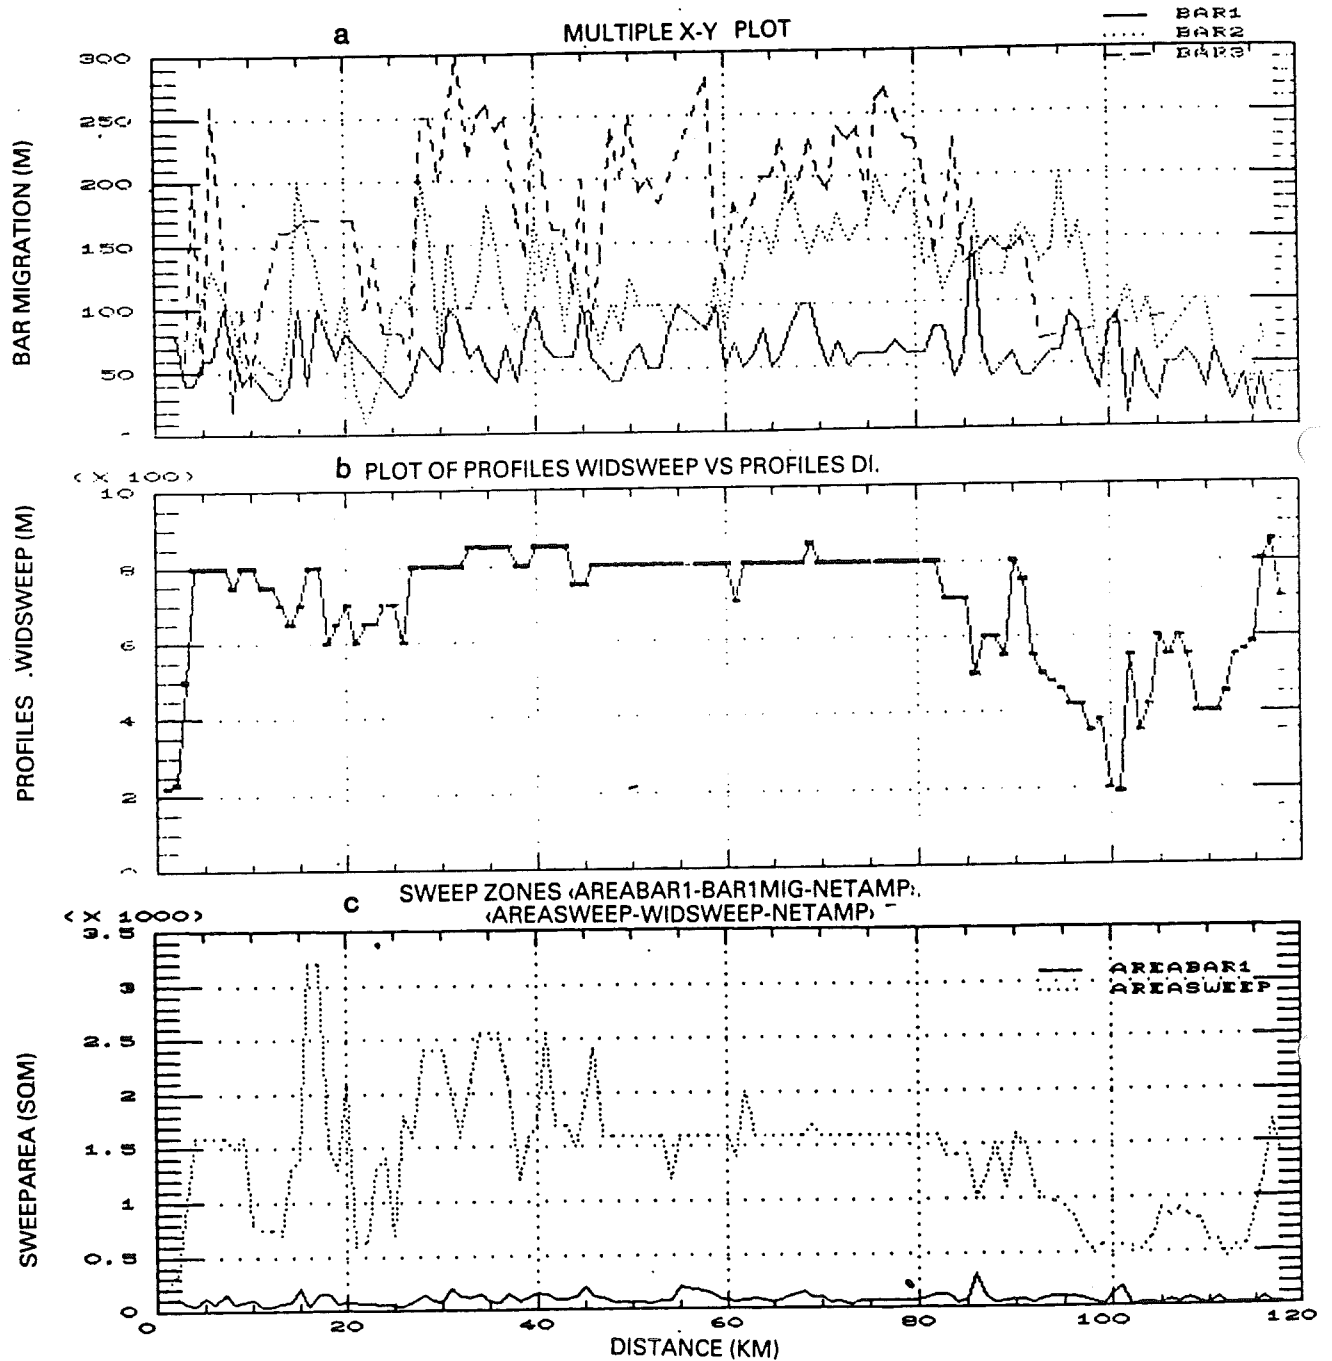 a
MULTIPLE X-Y PLOT
BAR1
BAR2
BAR3
BAR MIGRATION (M)
300
250
200
150
100
50
b PLOT OF PROFILES WIDSWEEP VS PROFILES DI.
(X 100)
PROFILES .WIDSWEEP (M)
10
8
6
4
2
c
SWEEP ZONES (AREABAR1-BAR1MIG-NETAMP).
(AREASWEEP-WIDSWEEP-NETAMP)
(X 1000)
AREABAR1
AREASWEEP
SWEEPAREA (SQM)
3.5
3
2.5
2
1.5
1
0.5
0
0 20 40 60 80 100 120
DISTANCE (KM)